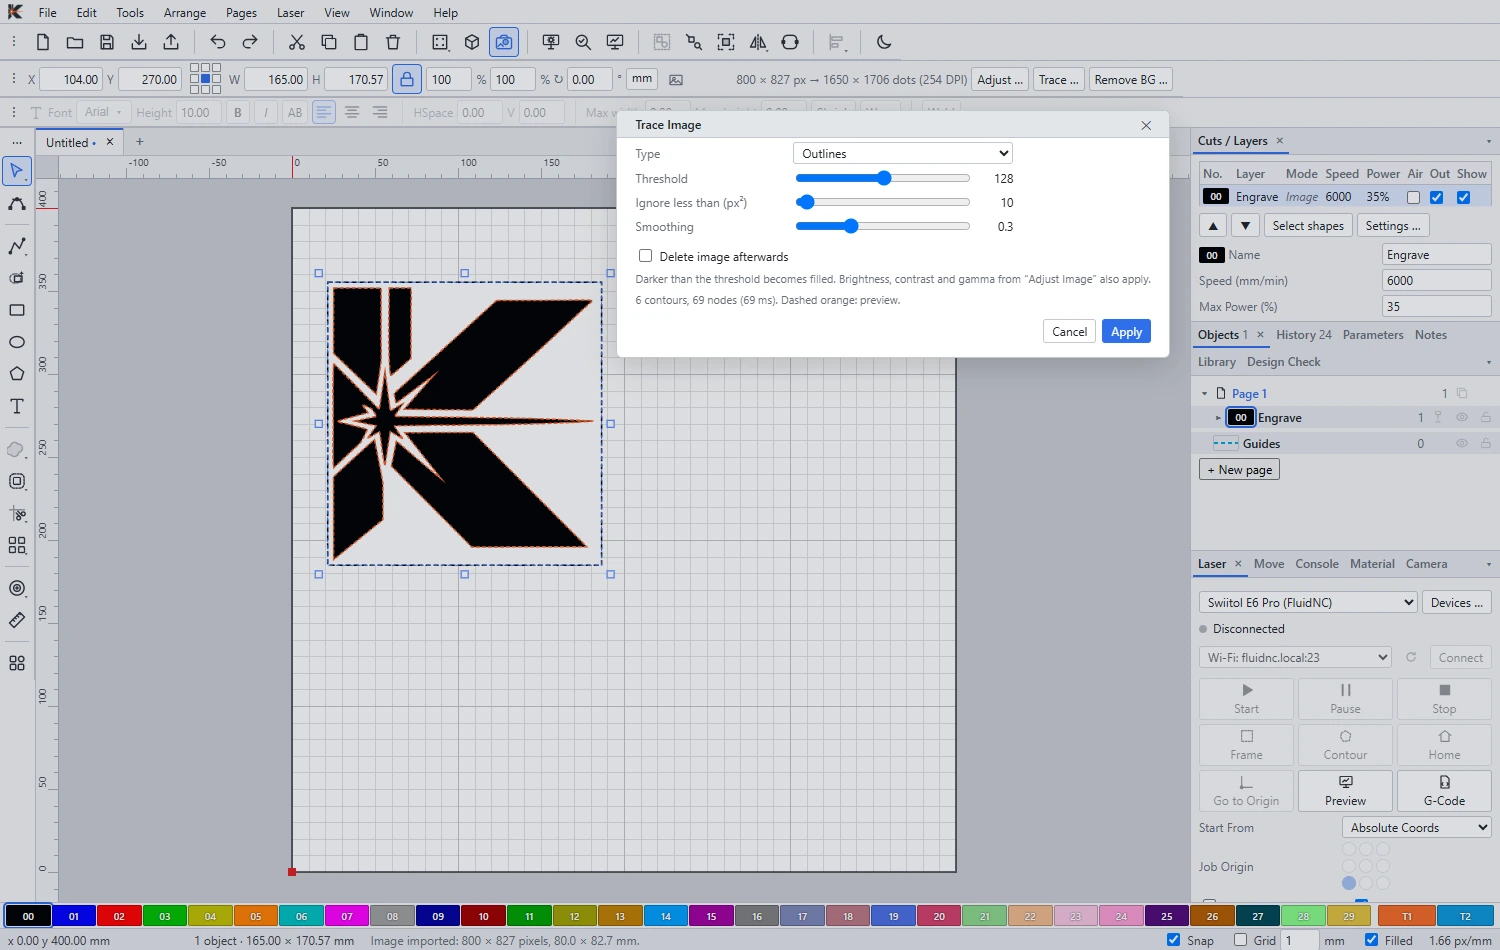 File Edit Tools Arrange Pages Laser View Window Help
X 104.00 Y 270.00 W 165.00 H 170.57 100 % 100 % 0.00 ° mm 800 × 827 px → 1650 × 1706 dots (254 DPI) Adjust ... Trace ... Remove BG ...
Font Arial Height 10.00 B I AB HSpace 0.00 V 0.00 Max w
Untitled • × +
-100 -50 0 50 100 150
400
350
300
250
200
150
100
50
0
Trace Image
Type Outlines
Threshold 128
Ignore less than (px²) 10
Smoothing 0.3
Delete image afterwards
Darker than the threshold becomes filled. Brightness, contrast and gamma from “Adjust Image” also apply.
6 contours, 69 nodes (69 ms). Dashed orange: preview.
Cancel Apply
Cuts / Layers ×
No. Layer Mode Speed Power Air Out Show
00 Engrave Image 6000 35%
▲ ▼ Select shapes Settings ...
00 Name Engrave
Speed (mm/min) 6000
Max Power (%) 35
Objects 1 × History 24 Parameters Notes
Library Design Check
Page 1 1
00 Engrave 1
Guides 0
+ New page
Laser × Move Console Material Camera
Swiitol E6 Pro (FluidNC) Devices ...
Disconnected
Wi-Fi: fluidnc.local:23 Connect
Start Pause Stop
Frame Contour Home
Go to Origin Preview G-Code
Start From Absolute Coords
Job Origin
00 01 02 03 04 05 06 07 08 09 10 11 12 13 14 15 16 17 18 19 20 21 22 23 24 25 26 27 28 29 T1 T2
x 0.00 y 400.00 mm 1 object · 165.00 × 170.57 mm Image imported: 800 × 827 pixels, 80.0 × 82.7 mm. Snap Grid 1 mm Filled 1.66 px/mm